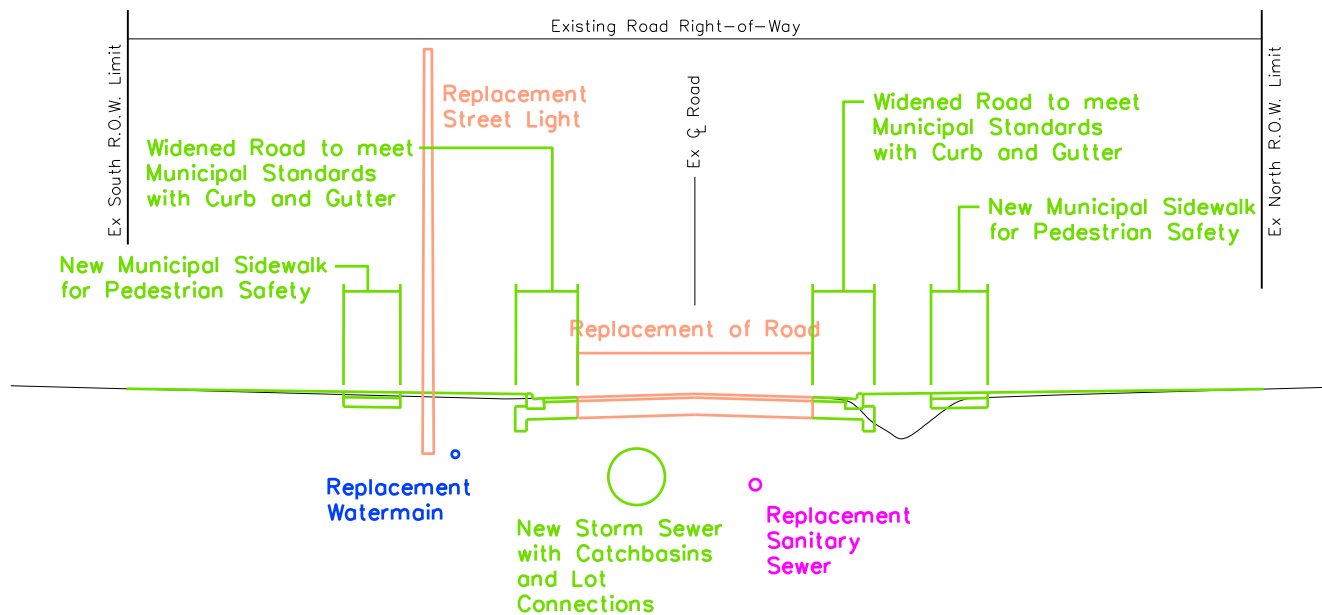 Existing Road Right-of-Way
Ex South R.O.W. Limit
Replacement
Street Light
Ex CL Road
Widened Road to meet
Municipal Standards
with Curb and Gutter
Ex North R.O.W. Limit
Widened Road to meet
Municipal Standards
with Curb and Gutter
New Municipal Sidewalk
for Pedestrian Safety
New Municipal Sidewalk
for Pedestrian Safety
Replacement of Road
Replacement
Watermain
New Storm Sewer
with Catchbasins
and Lot
Connections
Replacement
Sanitary
Sewer